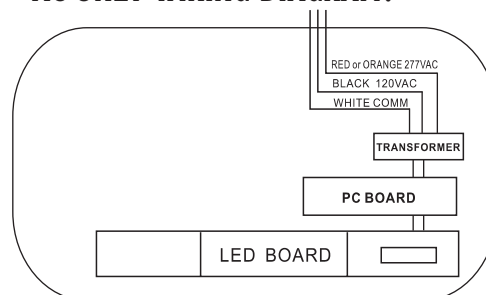 RED or ORANGE 277VAC
BLACK 120VAC
WHITE COMM
TRANSFORMER
PC BOARD
LED BOARD